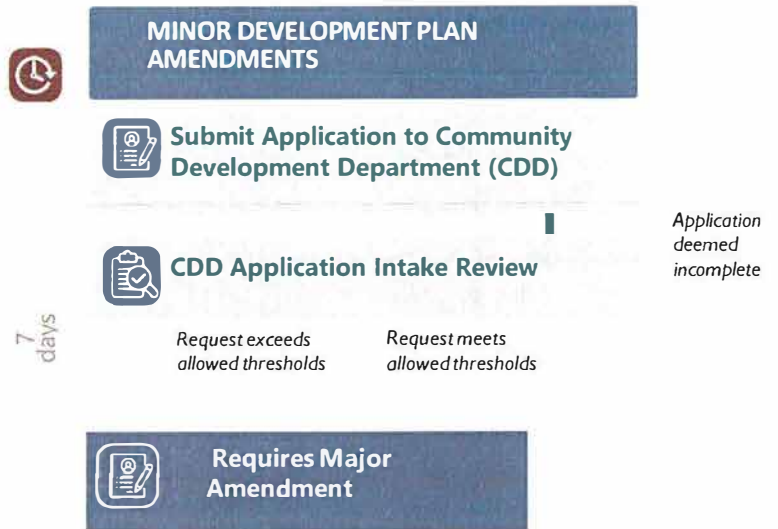 MINOR DEVELOPMENT PLAN
AMENDMENTS
Submit Application to Community
Development Department (CDD)
Application
deemed
incomplete
CDD Application Intake Review
7
days
Request exceeds
allowed thresholds
Request meets
allowed thresholds
Requires Major
Amendment